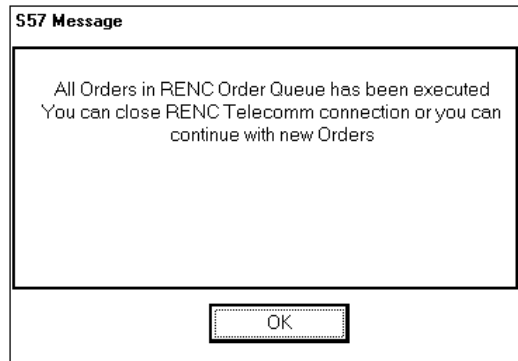 S57 Message
All Orders in RENC Order Queue has been executed
You can close RENC Telecomm connection or you can
continue with new Orders
OK